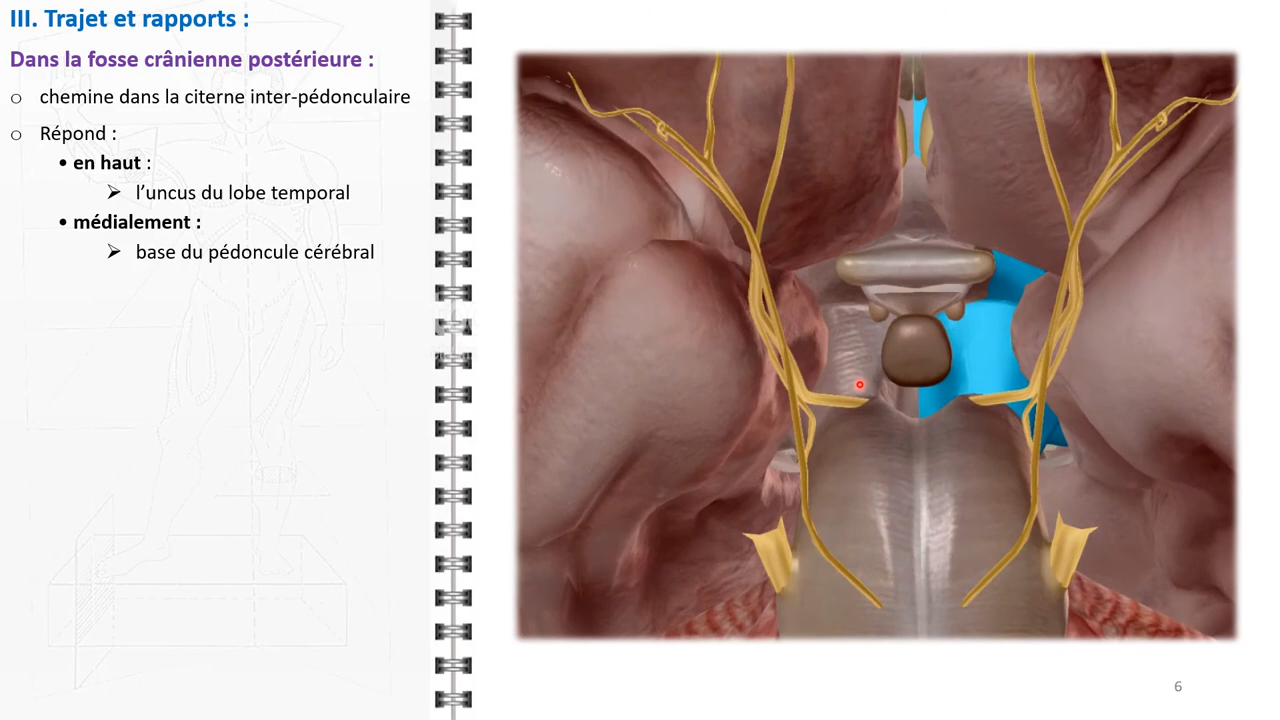 III. Trajet et rapports :
Dans la fosse crânienne postérieure :
o chemine dans la citerne inter-pédonculaire
o Répond :
• en haut :
➢ l’uncus du lobe temporal
• médialement :
➢ base du pédoncule cérébral
6